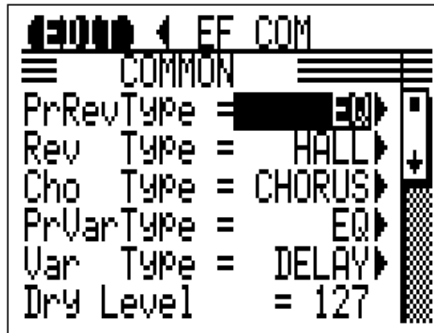 EDIT ◀ EF COM
COMMON
PrRevType = EQ▶
Rev Type = HALL▶
Cho Type = CHORUS▶
PrVarType = EQ▶
Var Type = DELAY▶
Dry Level = 127